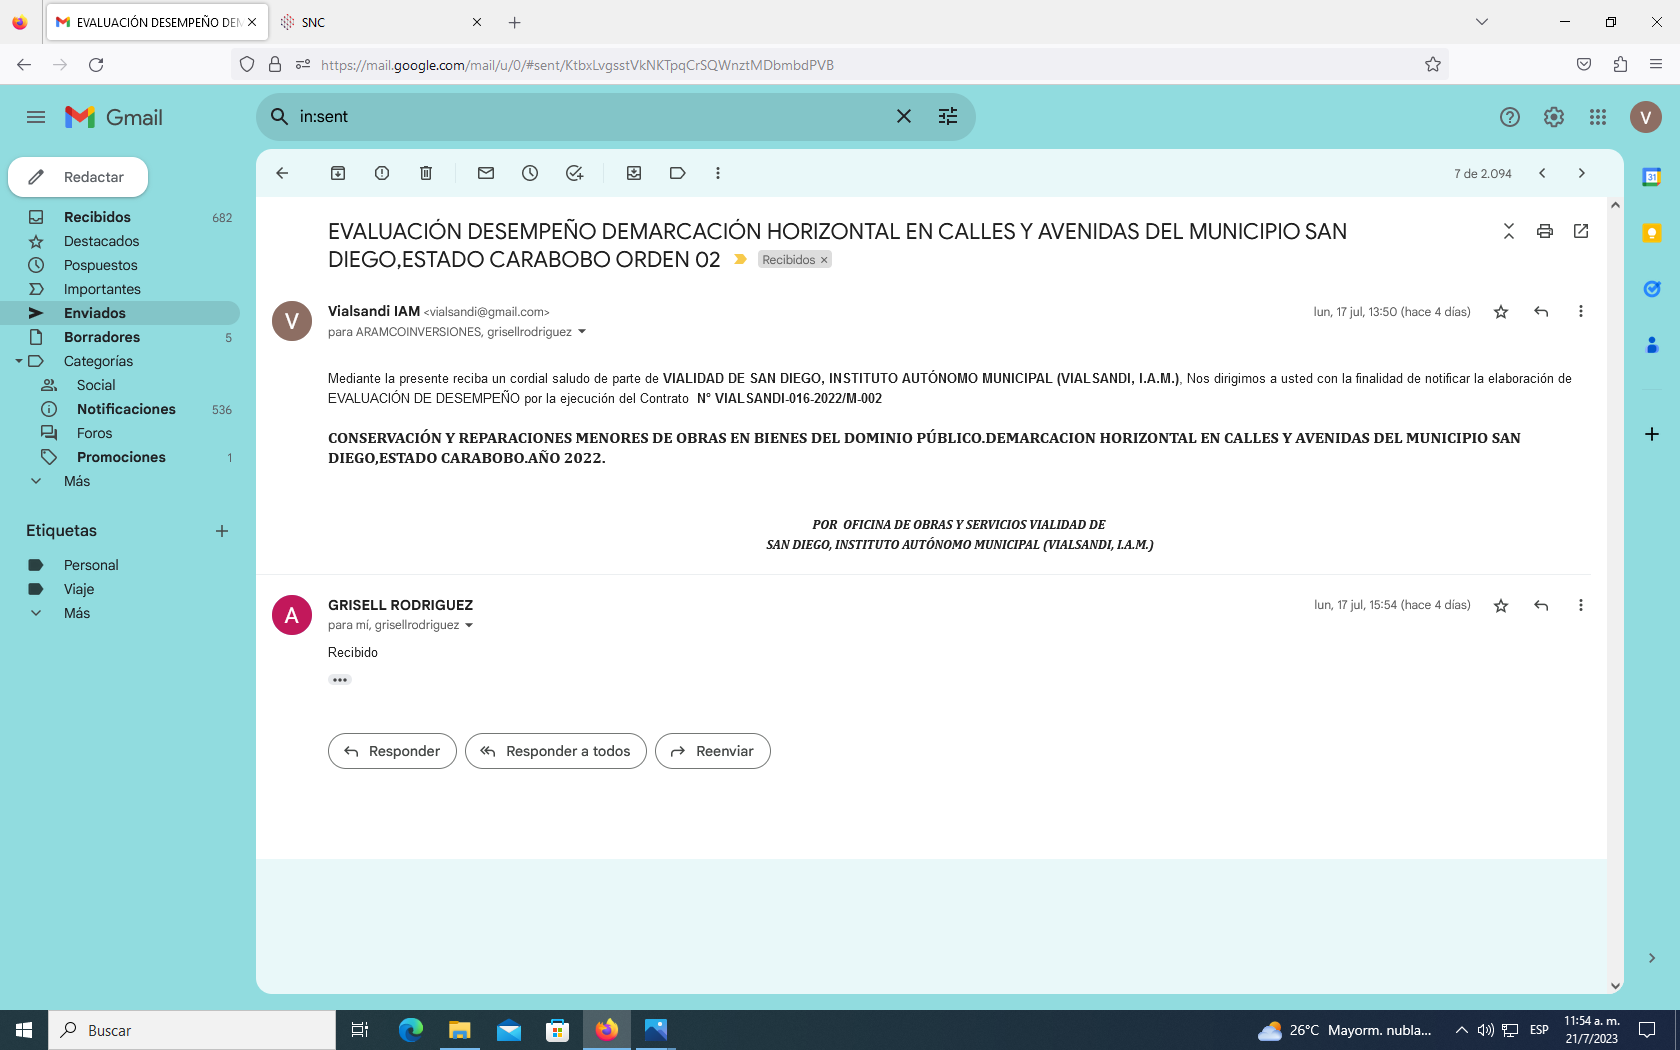 EVALUACIÓN DESEMPEÑO DEM
SNC
https://mail.google.com/mail/u/0/#sent/KtbxLvgsstVkNKTpqCrSQWnztMDbmbdPVB
Gmail
in:sent
V
Redactar
7 de 2.094
Recibidos 682
Destacados
Pospuestos
Importantes
Enviados
Borradores 5
Categorías
Social
Notificaciones 536
Foros
Promociones 1
Más
Etiquetas
Personal
Viaje
Más
EVALUACIÓN DESEMPEÑO DEMARCACIÓN HORIZONTAL EN CALLES Y AVENIDAS DEL MUNICIPIO SAN
DIEGO,ESTADO CARABOBO ORDEN 02 Recibidos ×
V
Vialsandi IAM <vialsandi@gmail.com> lun, 17 jul, 13:50 (hace 4 días)
para ARAMCOINVERSIONES, grisellrodriguez
Mediante la presente reciba un cordial saludo de parte de VIALIDAD DE SAN DIEGO, INSTITUTO AUTÓNOMO MUNICIPAL (VIALSANDI, I.A.M.), Nos dirigimos a usted con la finalidad de notificar la elaboración de
EVALUACIÓN DE DESEMPEÑO por la ejecución del Contrato N° VIALSANDI-016-2022/M-002
CONSERVACIÓN Y REPARACIONES MENORES DE OBRAS EN BIENES DEL DOMINIO PÚBLICO.DEMARCACION HORIZONTAL EN CALLES Y AVENIDAS DEL MUNICIPIO SAN
DIEGO,ESTADO CARABOBO.AÑO 2022.
POR OFICINA DE OBRAS Y SERVICIOS VIALIDAD DE
SAN DIEGO, INSTITUTO AUTÓNOMO MUNICIPAL (VIALSANDI, I.A.M.)
A
GRISELL RODRIGUEZ lun, 17 jul, 15:54 (hace 4 días)
para mí, grisellrodriguez
Recibido
Responder
Responder a todos
Reenviar
31
Buscar
26°C Mayorm. nubla...
ESP
11:54 a. m.
21/7/2023